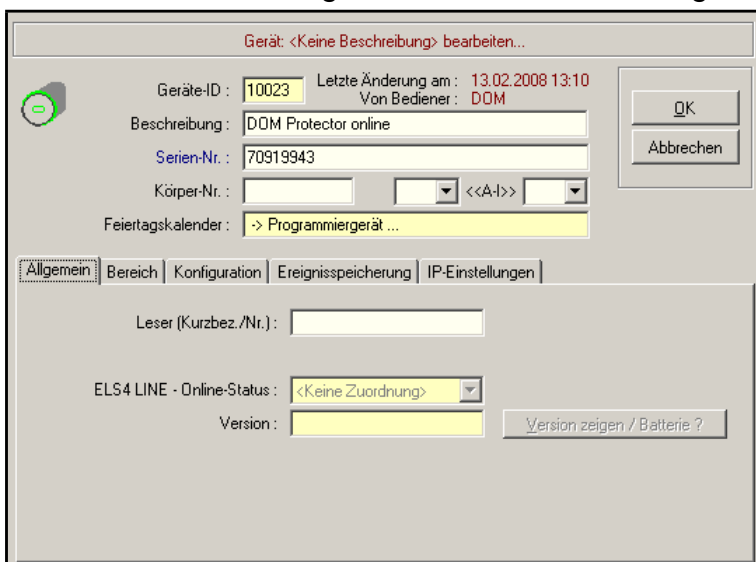 Gerät: <Keine Beschreibung> bearbeiten...
Geräte-ID : 10023 Letzte Änderung am : 13.02.2008 13:10
Von Bediener : DOM
OK
Beschreibung : DOM Protector online
Abbrechen
Serien-Nr. : 70919943
Körper-Nr. : <<A-I>>
Feiertagskalender : -> Programmiergerät ...
Allgemein Bereich Konfiguration Ereignisspeicherung IP-Einstellungen
Leser (Kurzbez./Nr.) :
ELS4 LINE - Online-Status : <Keine Zuordnung>
Version : Version zeigen / Batterie ?